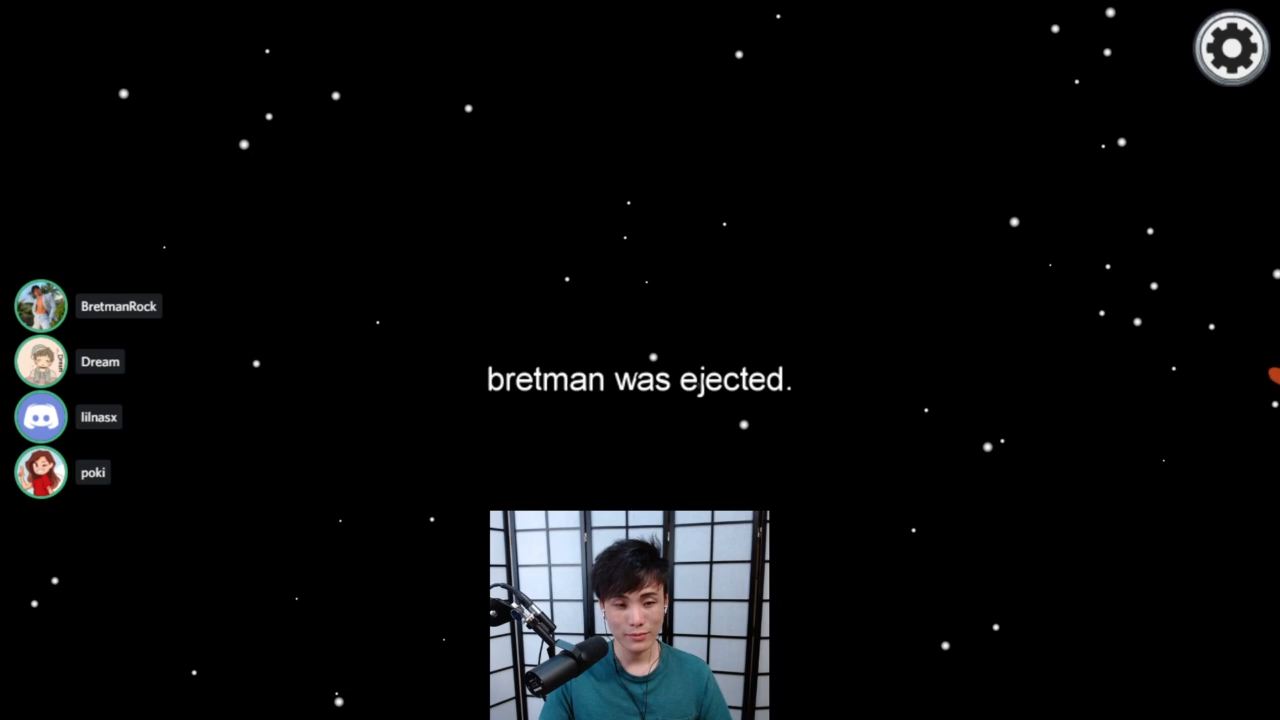 BretmanRock
Dream
bretman was ejected.
lilnasx
poki